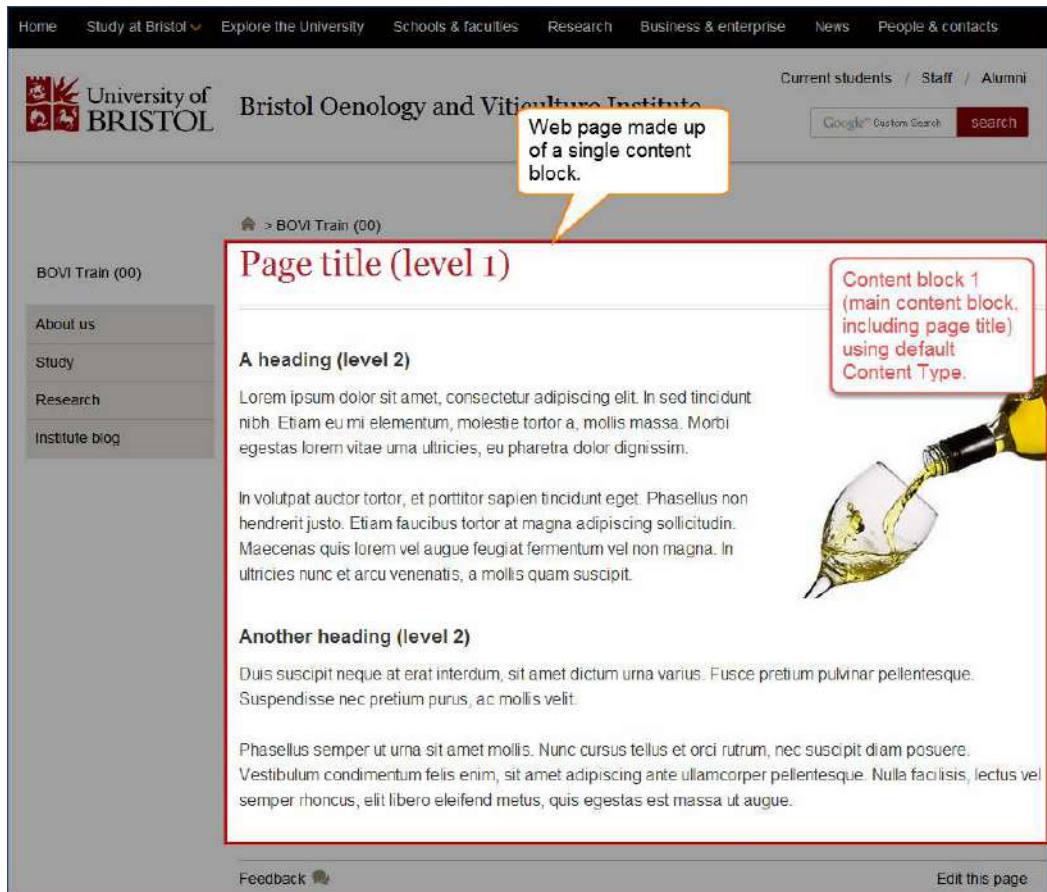 Home Study at Bristol Explore the University Schools & faculties Research Business & enterprise News People & contacts
Current students / Staff / Alumni
University of
BRISTOL
Bristol Oenology and Viticulture Institute
Google™ Custom Search search
Web page made up
of a single content
block.
> BOVI Train (00)
BOVI Train (00)
About us
Study
Research
Institute blog
Page title (level 1)
Content block 1
(main content block,
including page title)
using default
Content Type.
A heading (level 2)
Lorem ipsum dolor sit amet, consectetur adipiscing elit. In sed tincidunt
nibh. Etiam eu mi elementum, molestie tortor a, mollis massa. Morbi
egestas lorem vitae urna ultricies, eu pharetra dolor dignissim.
In volutpat auctor tortor, et porttitor sapien tincidunt eget. Phasellus non
hendrerit justo. Etiam faucibus tortor at magna adipiscing sollicitudin.
Maecenas quis lorem vel augue feugiat fermentum vel non magna. In
ultricies nunc et arcu venenatis, a mollis quam suscipit.
Another heading (level 2)
Duis suscipit neque at erat interdum, sit amet dictum urna varius. Fusce pretium pulvinar pellentesque.
Suspendisse nec pretium purus, ac mollis velit.
Phasellus semper ut urna sit amet mollis. Nunc cursus tellus et orci rutrum, nec suscipit diam posuere.
Vestibulum condimentum felis enim, sit amet adipiscing ante ullamcorper pellentesque. Nulla facilisis, lectus vel
semper rhoncus, elit libero eleifend metus, quis egestas est massa ut augue.
Feedback Edit this page